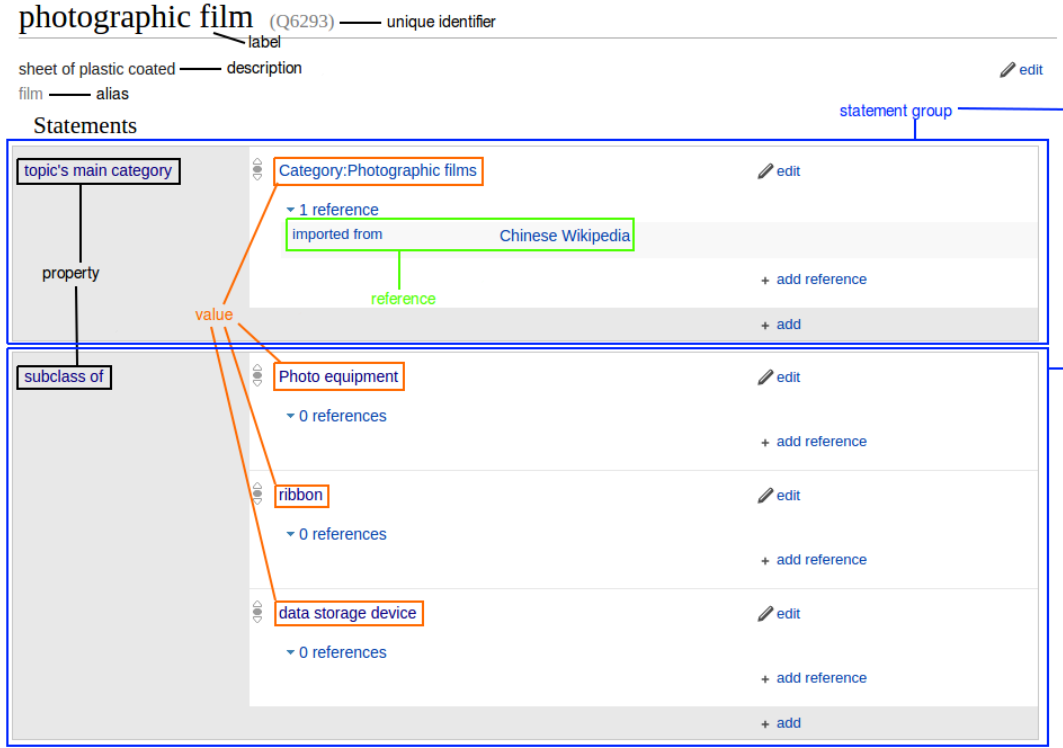 photographic film (Q6293) unique identifier
label
sheet of plastic coated description
edit
film alias
statement group
Statements
topic's main category
Category:Photographic films
edit
1 reference
imported from Chinese Wikipedia
property
+ add reference
reference
value
+ add
subclass of
Photo equipment
edit
0 references
+ add reference
ribbon
edit
0 references
+ add reference
data storage device
edit
0 references
+ add reference
+ add